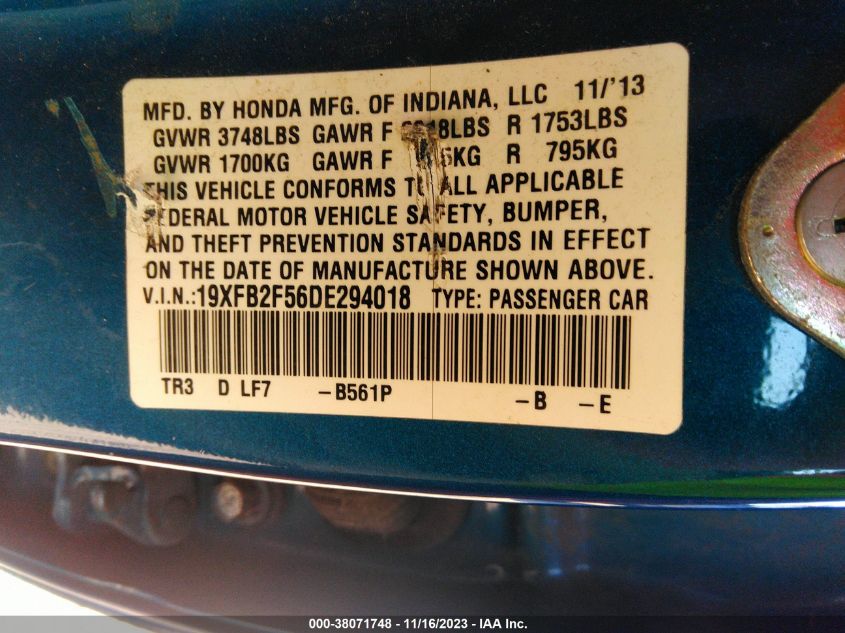 MFD. BY HONDA MFG. OF INDIANA, LLC 11/'13
GVWR 3748LBS GAWR F R 1753LBS
GVWR 1700KG GAWR F R 795KG
THIS VEHICLE CONFORMS TO ALL APPLICABLE
FEDERAL MOTOR VEHICLE SAFETY, BUMPER,
AND THEFT PREVENTION STANDARDS IN EFFECT
ON THE DATE OF MANUFACTURE SHOWN ABOVE.
V.I.N.:19XFB2F56DE294018 TYPE: PASSENGER CAR
TR3 D LF7 -B561P -B -E
000-38071748 - 11/16/2023 - IAA Inc.